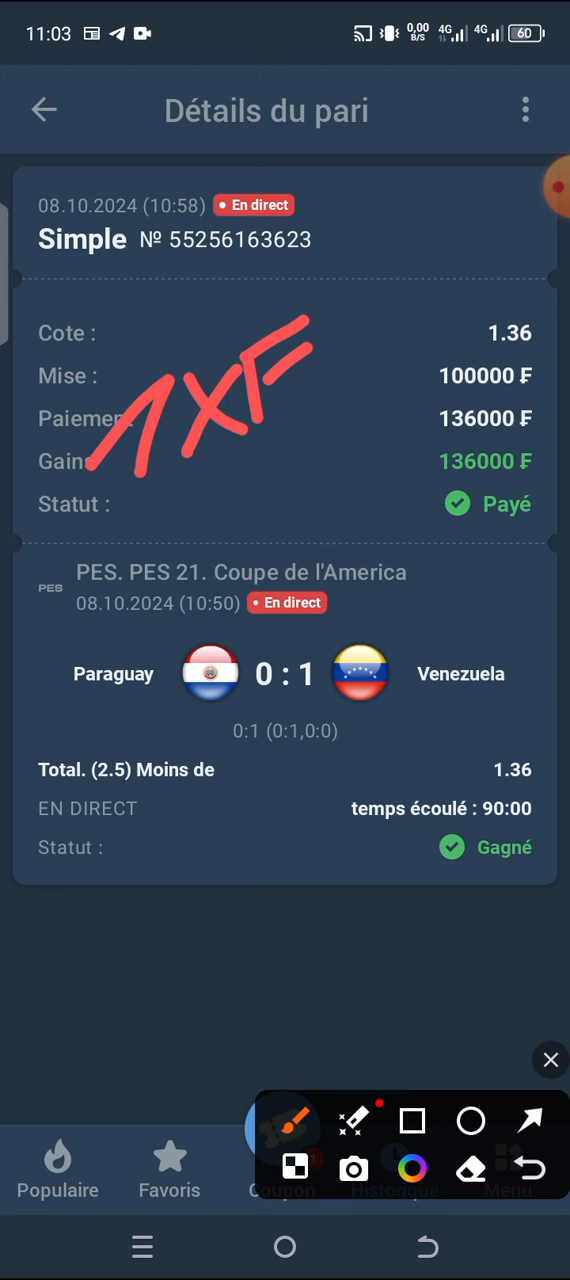 11:03
0,00 B/S 4G 4G 60
Détails du pari
08.10.2024 (10:58) • En direct
Simple № 55256163623
Cote : 1.36
Mise : 100000 ₣
Paiemen 136000 ₣
Gain 136000 ₣
1XF
Statut : Payé
PES PES. PES 21. Coupe de l'America
08.10.2024 (10:50) • En direct
Paraguay 0 : 1 Venezuela
0:1 (0:1,0:0)
Total. (2.5) Moins de 1.36
EN DIRECT temps écoulé : 90:00
Statut : Gagné
Populaire Favoris Coupon Historique Menu